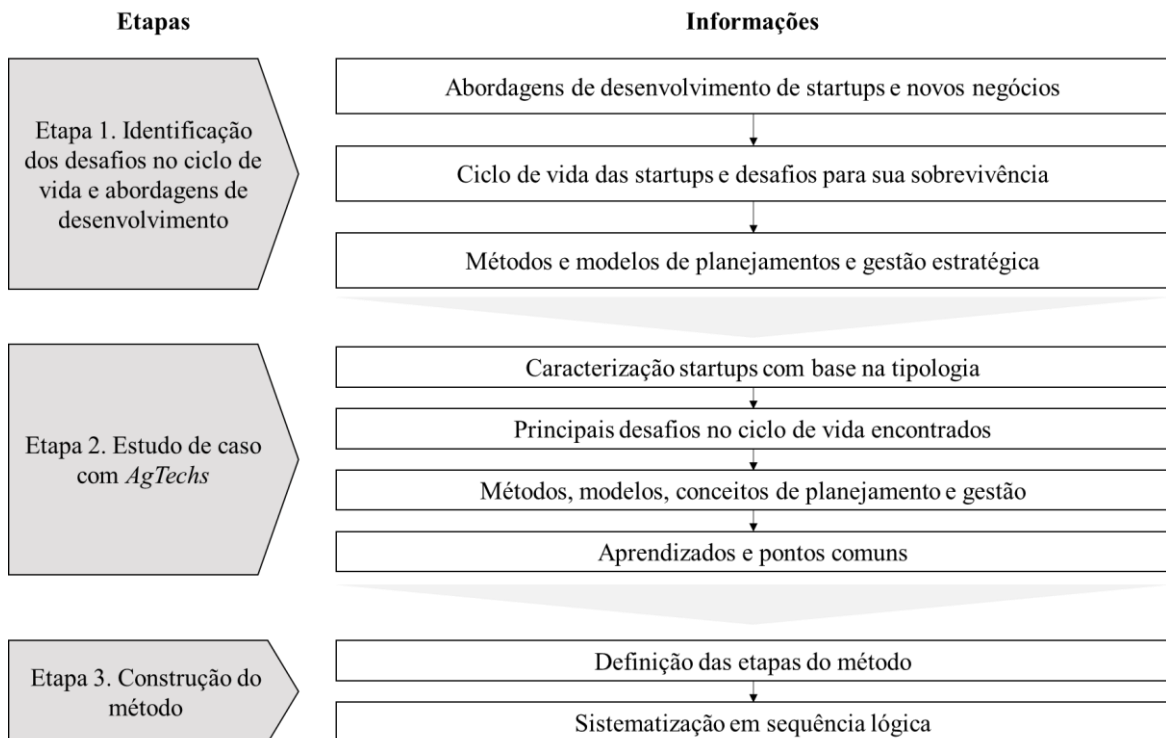 Etapas
Informações
Etapa 1. Identificação
dos desafios no ciclo de
vida e abordagens de
desenvolvimento
Abordagens de desenvolvimento de startups e novos negócios
Ciclo de vida das startups e desafios para sua sobrevivência
Métodos e modelos de planejamentos e gestão estratégica
Etapa 2. Estudo de caso
com AgTechs
Caracterização startups com base na tipologia
Principais desafios no ciclo de vida encontrados
Métodos, modelos, conceitos de planejamento e gestão
Aprendizados e pontos comuns
Etapa 3. Construção do
método
Definição das etapas do método
Sistematização em sequência lógica